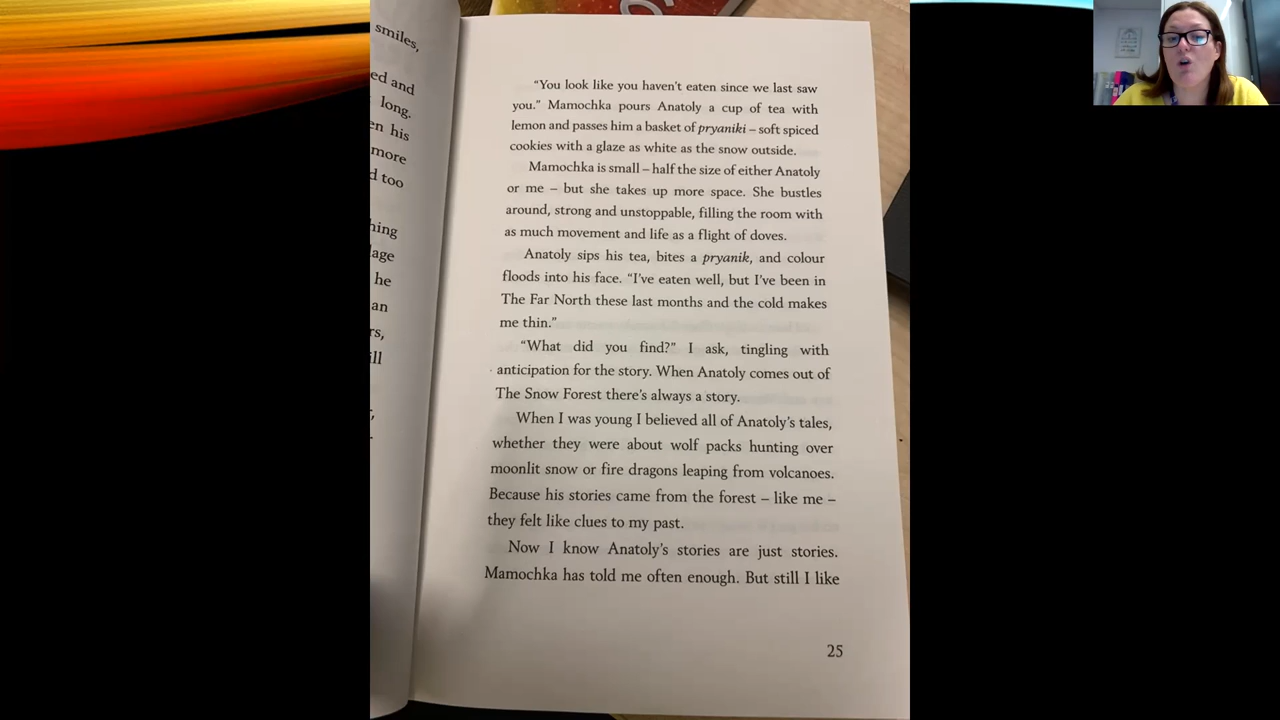 smiles,
ed and
long.
en his
more
d too
hing
lage
he
an
rs,
ill
“You look like you haven’t eaten since we last saw
you.” Mamochka pours Anatoly a cup of tea with
lemon and passes him a basket of pryaniki – soft spiced
cookies with a glaze as white as the snow outside.
Mamochka is small – half the size of either Anatoly
or me – but she takes up more space. She bustles
around, strong and unstoppable, filling the room with
as much movement and life as a flight of doves.
Anatoly sips his tea, bites a pryanik, and colour
floods into his face. “I’ve eaten well, but I’ve been in
The Far North these last months and the cold makes
me thin.”
“What did you find?” I ask, tingling with
anticipation for the story. When Anatoly comes out of
The Snow Forest there’s always a story.
When I was young I believed all of Anatoly’s tales,
whether they were about wolf packs hunting over
moonlit snow or fire dragons leaping from volcanoes.
Because his stories came from the forest – like me –
they felt like clues to my past.
Now I know Anatoly’s stories are just stories.
Mamochka has told me often enough. But still I like
25